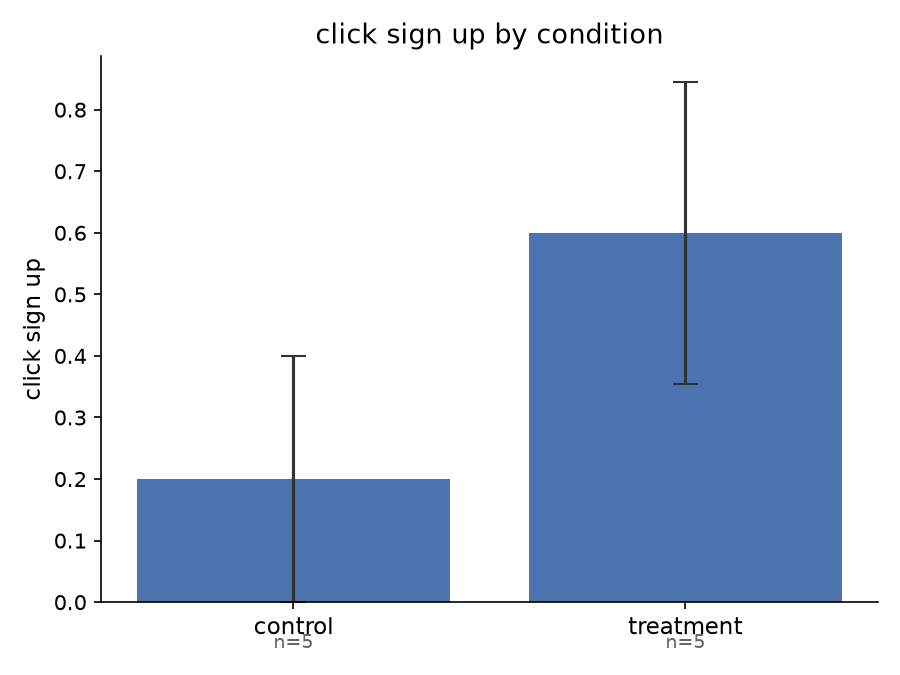 click sign up by condition
click sign up
0.8
0.7
0.6
0.5
0.4
0.3
0.2
0.1
0.0
control
n=5
treatment
n=5